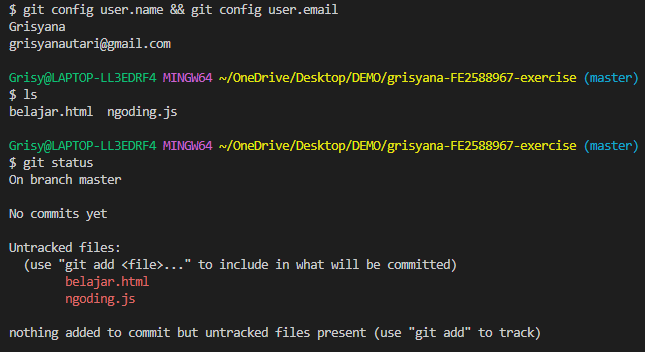 $ git config user.name && git config user.email
Grisyana
grisyanautari@gmail.com
Grisy@LAPTOP-LL3EDRF4 MINGW64 ~/OneDrive/Desktop/DEMO/grisyana-FE2588967-exercise (master)
$ ls
belajar.html  ngoding.js
Grisy@LAPTOP-LL3EDRF4 MINGW64 ~/OneDrive/Desktop/DEMO/grisyana-FE2588967-exercise (master)
$ git status
On branch master
No commits yet
Untracked files:
  (use "git add <file>..." to include in what will be committed)
        belajar.html
        ngoding.js
nothing added to commit but untracked files present (use "git add" to track)